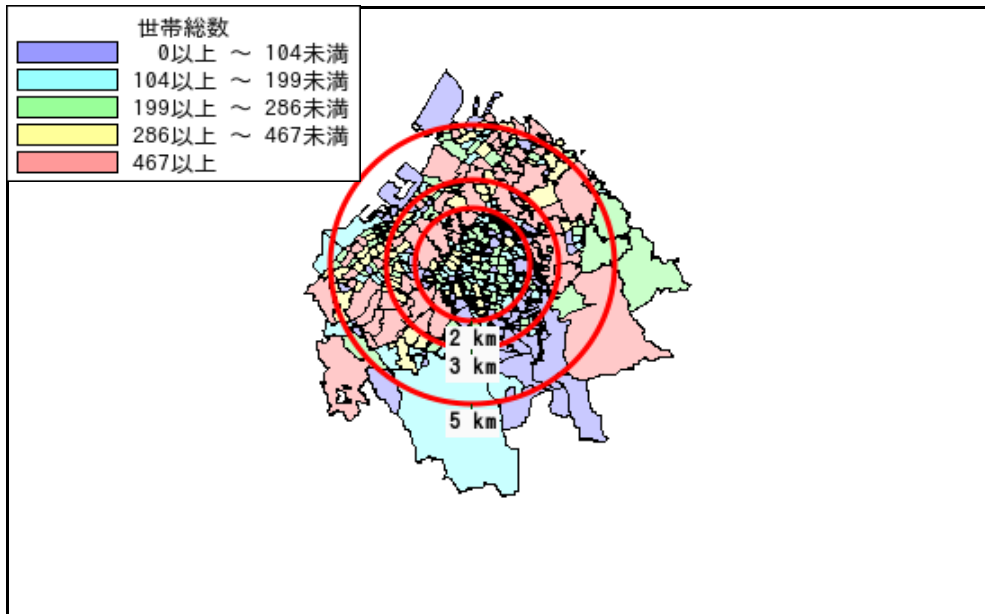 世帯総数
0以上 ～ 104未満
104以上 ～ 199未満
199以上 ～ 286未満
286以上 ～ 467未満
467以上
2 km
3 km
5 km